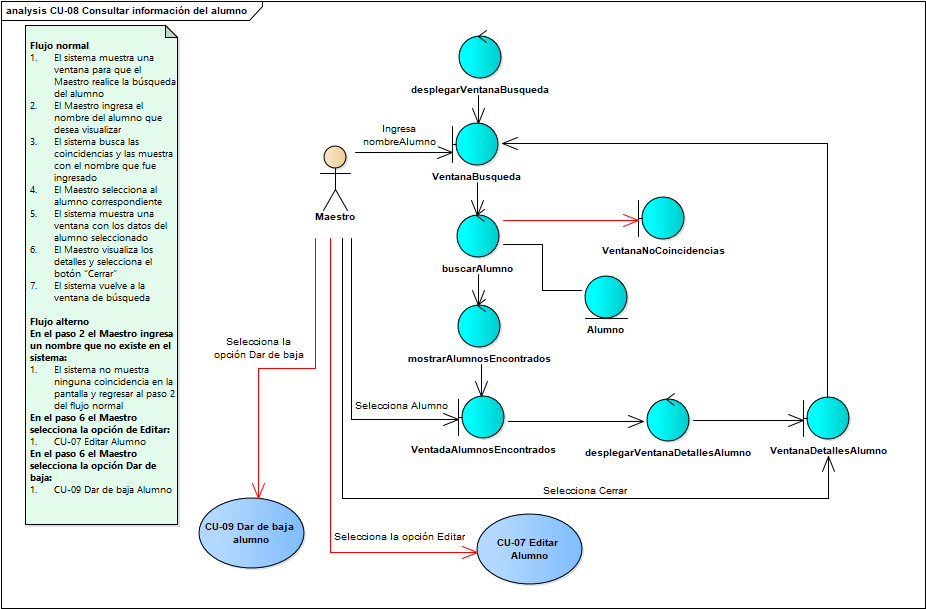 analysis CU-08 Consultar información del alumno
Flujo normal
1. El sistema muestra una
ventana para que el
Maestro realice la búsqueda
del alumno
2. El Maestro ingresa el
nombre del alumno que
desea visualizar
3. El sistema busca las
coincidencias y las muestra
con el nombre que fue
ingresado
4. El Maestro selecciona al
alumno correspondiente
5. El sistema muestra una
ventana con los datos del
alumno seleccionado
6. El Maestro visualiza los
detalles y selecciona el
botón "Cerrar"
7. El sistema vuelve a la
ventana de búsqueda
Flujo alterno
En el paso 2 el Maestro ingresa
un nombre que no existe en el
sistema:
1. El sistema no muestra
ninguna coincidencia en la
pantalla y regresar al paso 2
del flujo normal
En el paso 6 el Maestro
selecciona la opción de Editar:
1. CU-07 Editar Alumno
En el paso 6 el Maestro
selecciona la opción Dar de
baja:
1. CU-09 Dar de baja Alumno
desplegarVentanaBusqueda
Ingresa
nombreAlumno
VentanaBusqueda
Maestro
VentanaNoCoincidencias
buscarAlumno
Alumno
Selecciona la
opción Dar de baja
mostrarAlumnosEncontrados
Selecciona Alumno
VentadaAlumnosEncontrados
desplegarVentanaDetallesAlumno
VentanaDetallesAlumno
Selecciona Cerrar
CU-09 Dar de baja
alumno
Selecciona la opción Editar
CU-07 Editar
Alumno